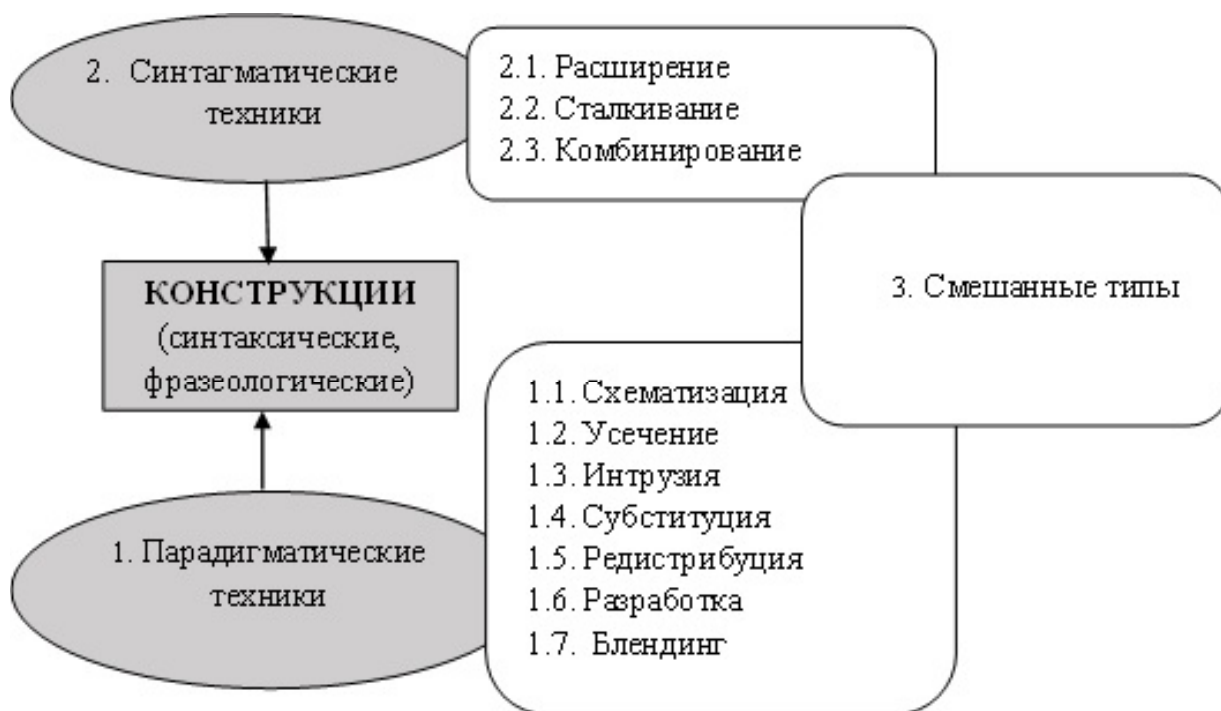 2. Синтагматические
техники
2.1. Расширение
2.2. Сталкивание
2.3. Комбинирование
3. Смешанные типы
КОНСТРУКЦИИ
(синтаксические,
фразеологические)
1. Парадигматические
техники
1.1. Схематизация
1.2. Усечение
1.3. Интрузия
1.4. Субституция
1.5. Редистрибуция
1.6. Разработка
1.7. Блендинг